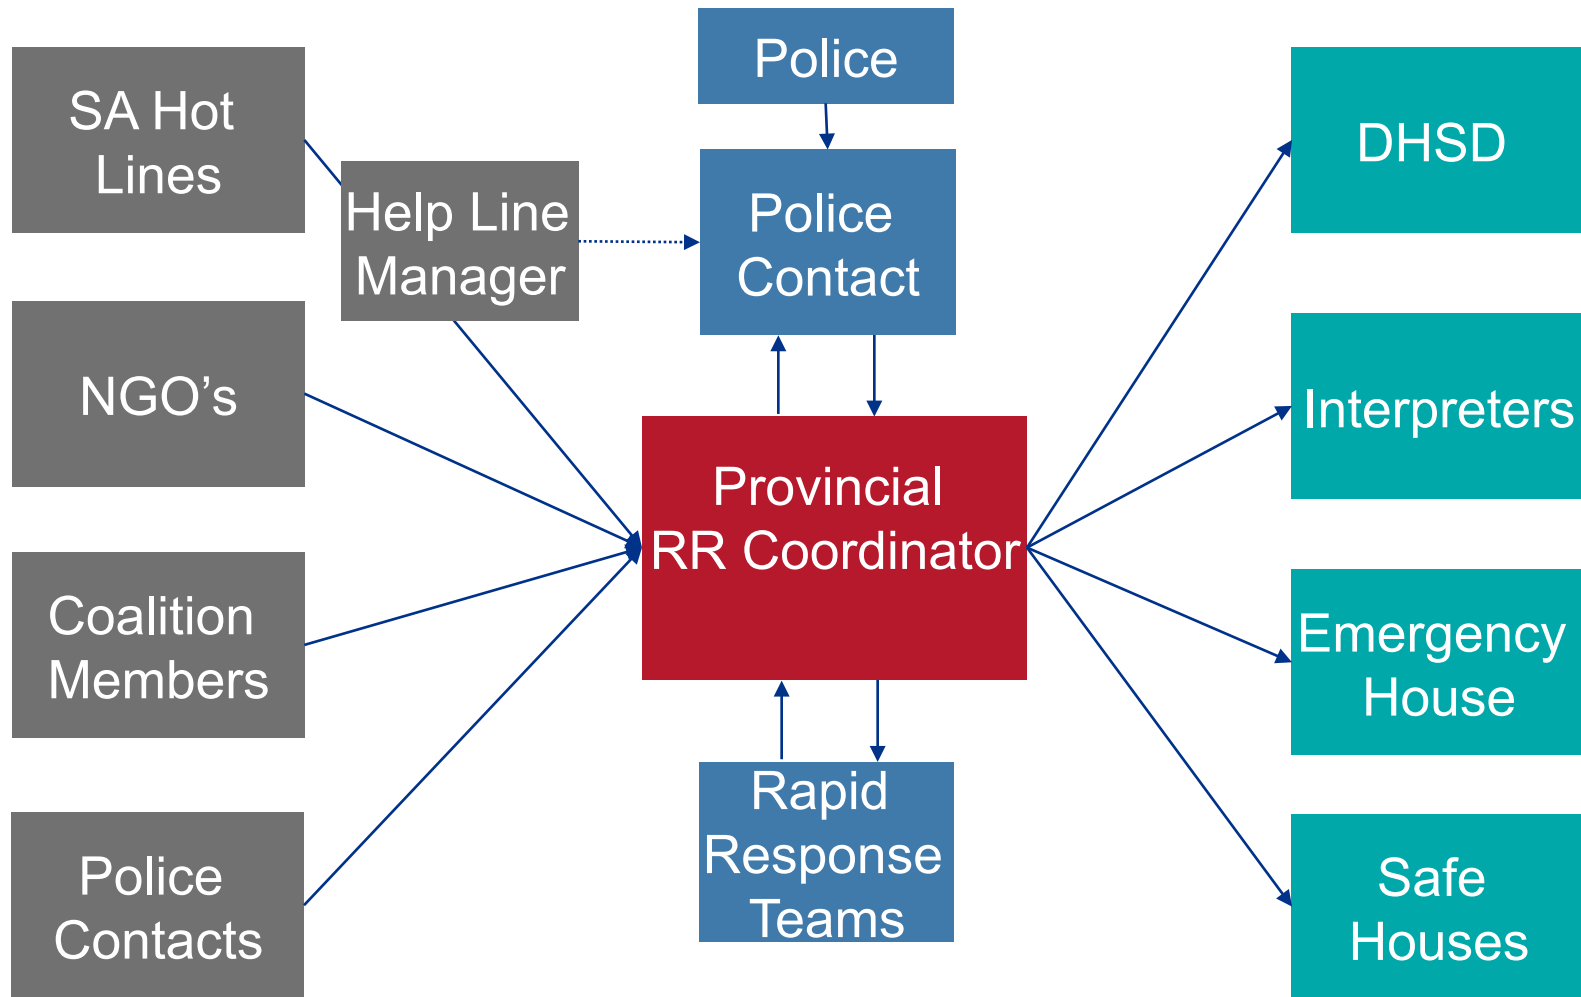 SA Hot
Lines
Help Line
Manager
NGO’s
Coalition
Members
Police
Contacts
Police
Police
Contact
Provincial
RR Coordinator
Rapid
Response
Teams
DHSD
Interpreters
Emergency
House
Safe
Houses